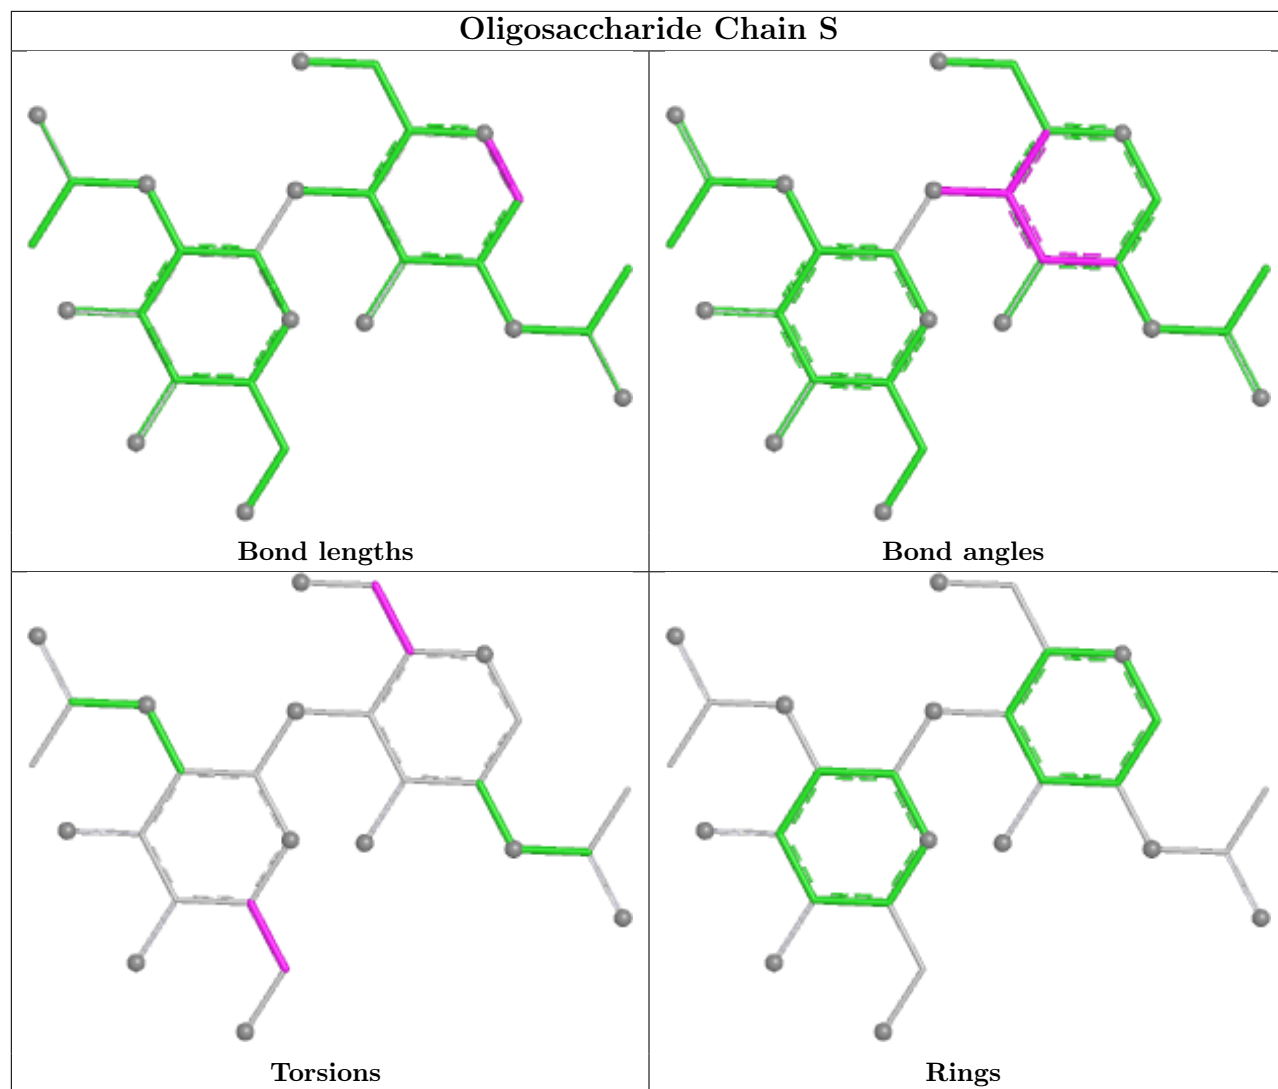 Oligosaccharide Chain S
Bond lengths
Bond angles
Torsions
Rings